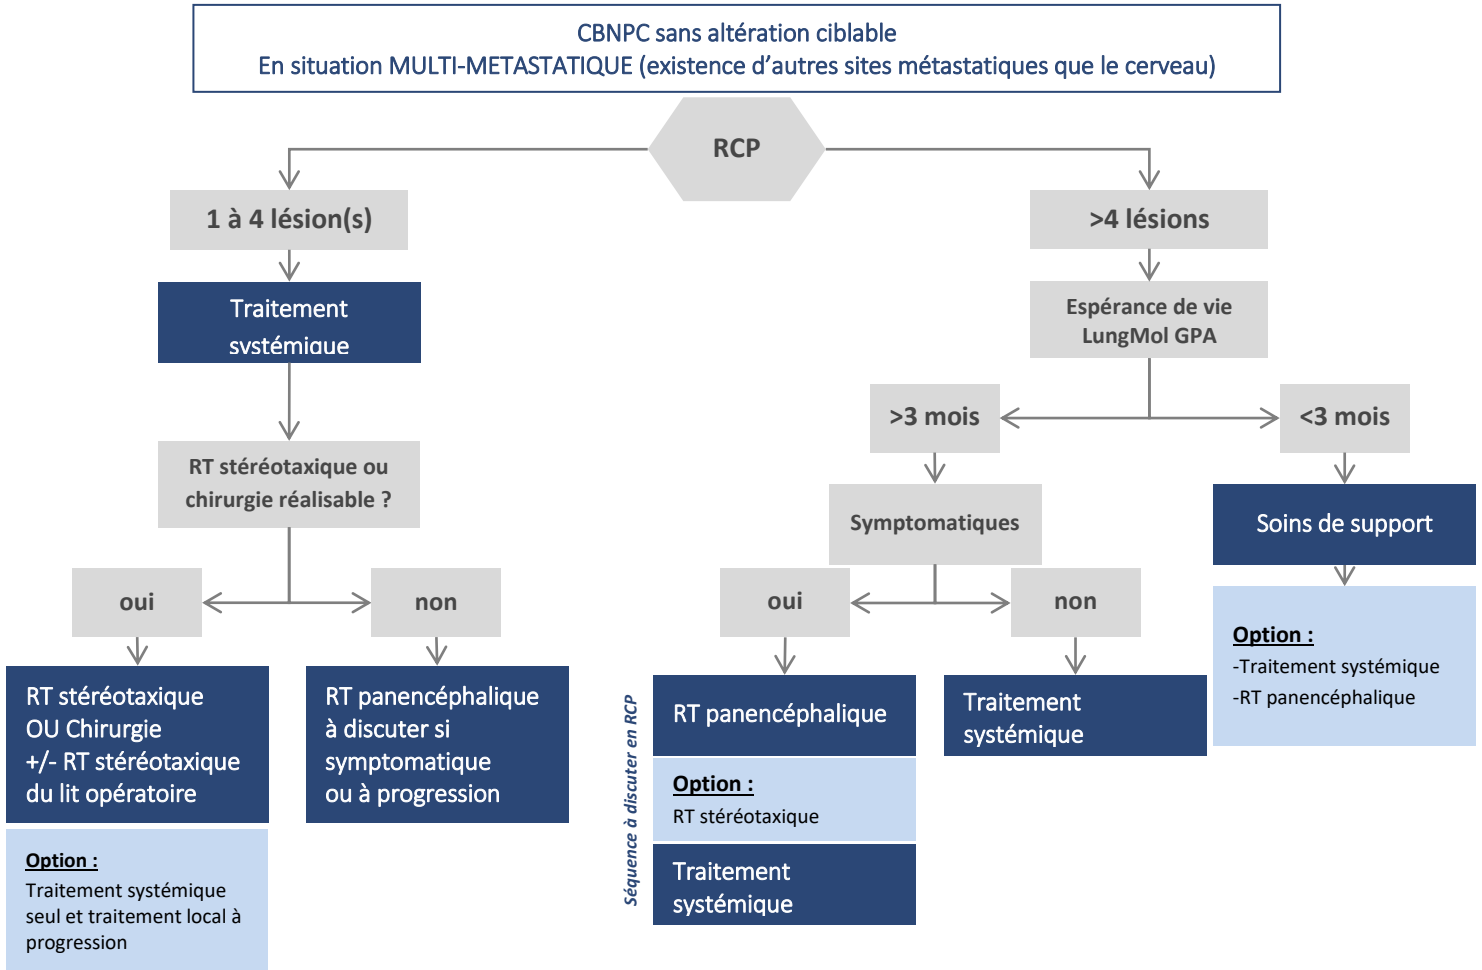 CBNPC sans altération ciblable
En situation MULTI-METASTATIQUE (existence d'autres sites métastatiques que le cerveau)
RCP
1 à 4 lésion(s)
Traitement
systémique
RT stéréotaxique ou
chirurgie réalisable ?
oui
non
RT stéréotaxique
OU Chirurgie
+/- RT stéréotaxique
du lit opératoire
Option :
Traitement systémique
seul et traitement local à
progression
RT panencéphalique
à discuter si
symptomatique
ou à progression
>4 lésions
Espérance de vie
LungMol GPA
>3 mois
<3 mois
Symptomatiques
oui
non
Séquence à discuter en RCP
RT panencéphalique
Option :
RT stéréotaxique
Traitement
systémique
Traitement
systémique
Soins de support
Option :
-Traitement systémique
-RT panencéphalique